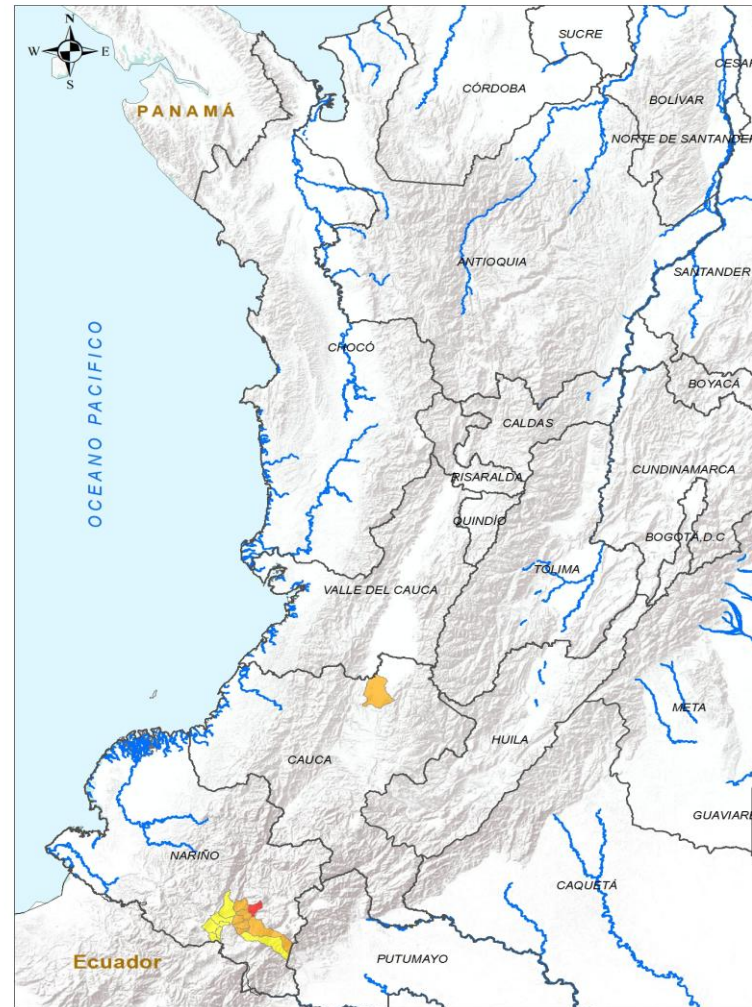 N
W E
S
PANAMÁ
SUCRE
CESAR
CÓRDOBA
BOLÍVAR
NORTE DE SANTANDER
ANTIOQUIA
SANTANDER
OCEANO PACIFICO
CHOCÓ
BOYACÁ
CALDAS
CUNDINAMARCA
RISARALDA
QUINDÍO
BOGOTÁ, D.C
TOLIMA
VALLE DEL CAUCA
META
HUILA
CAUCA
GUAVIARE
NARIÑO
CAQUETÁ
Ecuador
PUTUMAYO